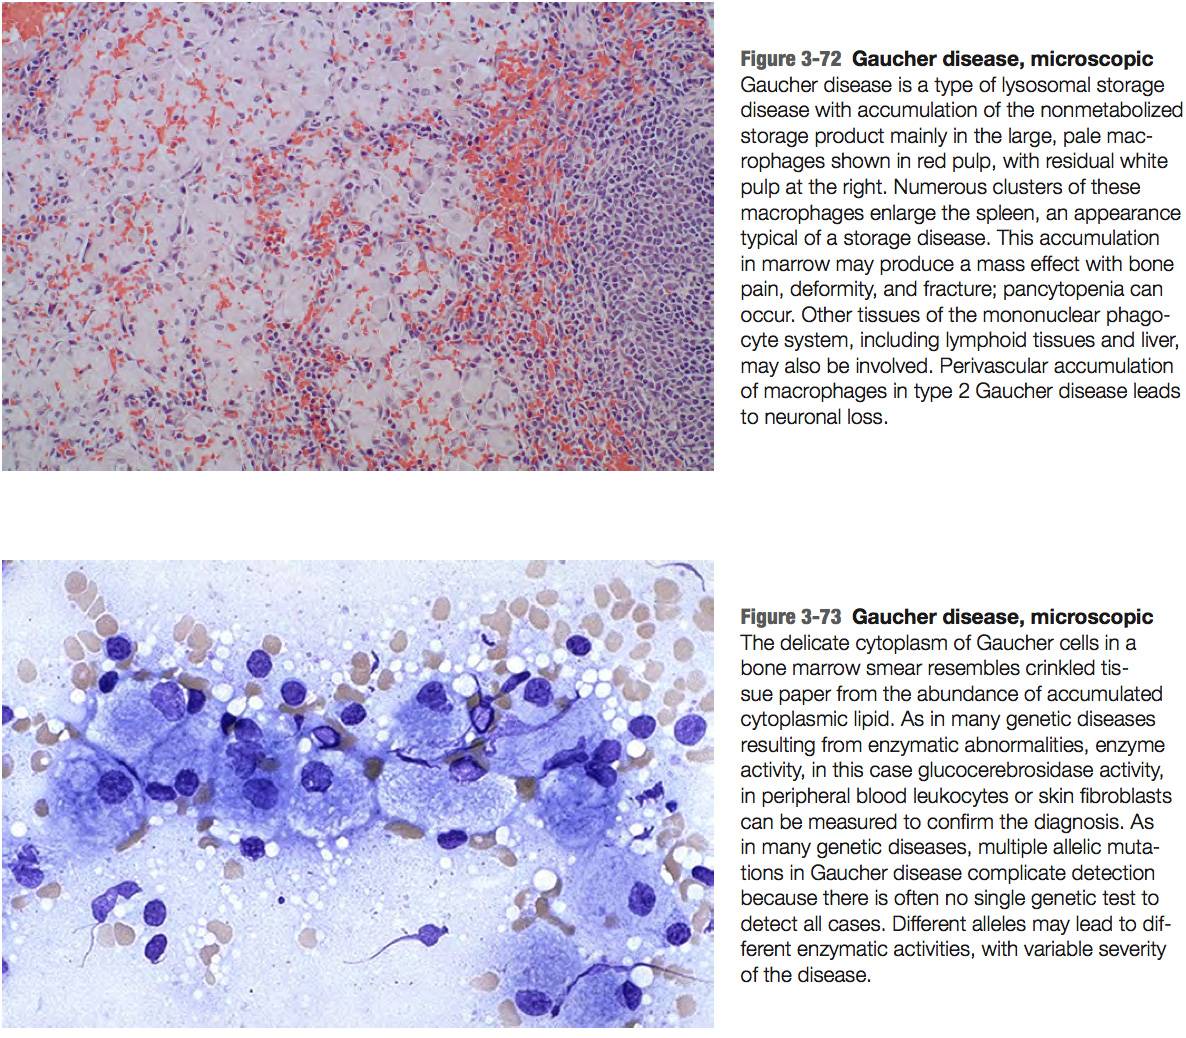 Figure 3-72 Gaucher disease, microscopic
Gaucher disease is a type of lysosomal storage
disease with accumulation of the nonmetabolized
storage product mainly in the large, pale mac-
rophages shown in red pulp, with residual white
pulp at the right. Numerous clusters of these
macrophages enlarge the spleen, an appearance
typical of a storage disease. This accumulation
in marrow may produce a mass effect with bone
pain, deformity, and fracture; pancytopenia can
occur. Other tissues of the mononuclear phago-
cyte system, including lymphoid tissues and liver,
may also be involved. Perivascular accumulation
of macrophages in type 2 Gaucher disease leads
to neuronal loss.
Figure 3-73 Gaucher disease, microscopic
The delicate cytoplasm of Gaucher cells in a
bone marrow smear resembles crinkled tis-
sue paper from the abundance of accumulated
cytoplasmic lipid. As in many genetic diseases
resulting from enzymatic abnormalities, enzyme
activity, in this case glucocerebrosidase activity,
in peripheral blood leukocytes or skin fibroblasts
can be measured to confirm the diagnosis. As
in many genetic diseases, multiple allelic muta-
tions in Gaucher disease complicate detection
because there is often no single genetic test to
detect all cases. Different alleles may lead to dif-
ferent enzymatic activities, with variable severity
of the disease.